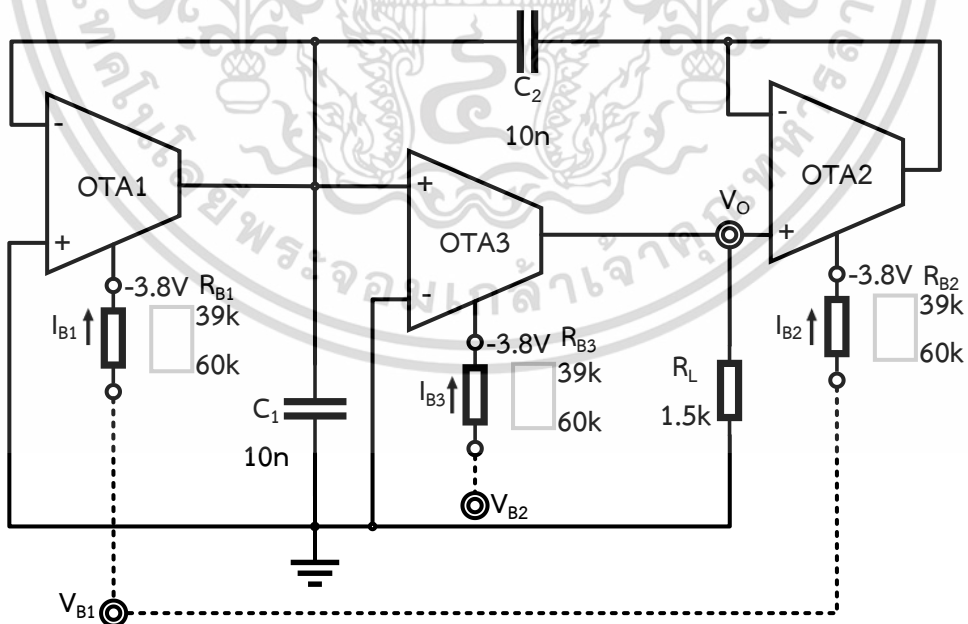 C2
10n
-
OTA1
+
+
OTA3
-
-
OTA2
+
VO
-3.8V RB1
39k
60k
IB1
-3.8V RB3
39k
60k
IB3
-3.8V RB2
39k
60k
IB2
C1
10n
RL
1.5k
VB2
VB1